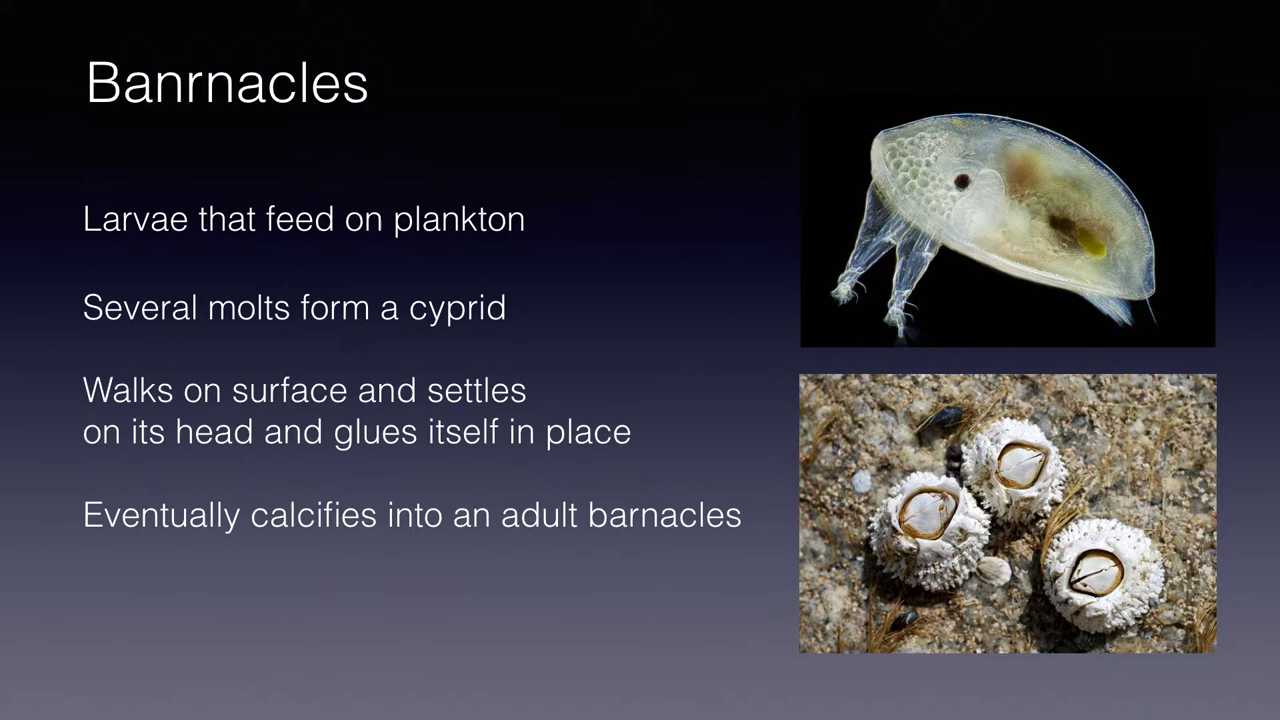 Banrnacles
Larvae that feed on plankton
Several molts form a cyprid
Walks on surface and settles
on its head and glues itself in place
Eventually calcifies into an adult barnacles